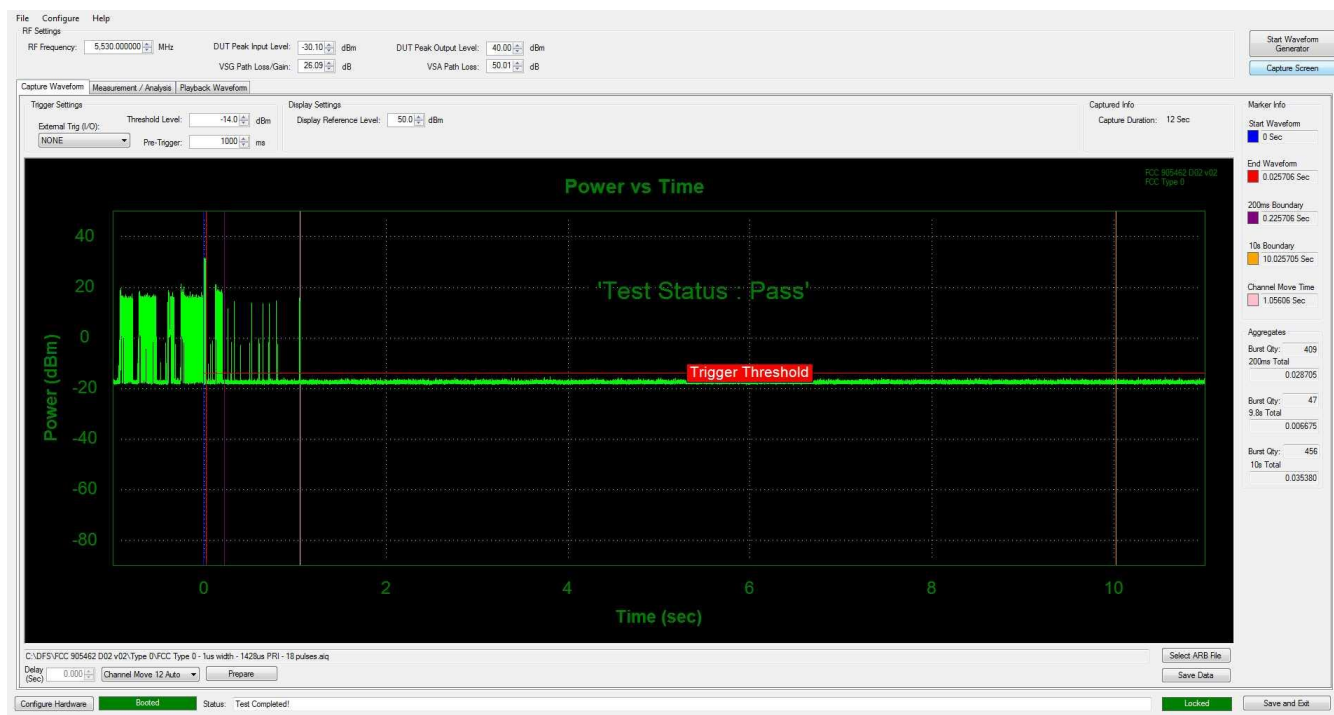 File Configure Help
RF Settings
RF Frequency: 5,530.000000 MHz DUT Peak Input Level: -30.10 dBm DUT Peak Output Level: 40.00 dBm
VSG Path Loss/Gain: 26.09 dB VSA Path Loss: 50.01 dB
Start Waveform Generator
Capture Screen
Capture Waveform Measurement / Analysis Playback Waveform
Trigger Settings
Threshold Level: -14.0 dBm
External Trig (I/O):
NONE
Pre-Trigger: 1000 ms
Display Settings
Display Reference Level: 50.0 dBm
Captured Info
Capture Duration: 12 Sec
Marker Info
Start Waveform
0 Sec
End Waveform
0.025706 Sec
200ms Boundary
0.225706 Sec
10s Boundary
10.025705 Sec
Channel Move Time
1.05606 Sec
Aggregates
Burst Qty: 409
200ms Total
0.028705
Burst Qty: 47
9.8s Total
0.006675
Burst Qty: 456
10s Total
0.035380
Power vs Time
FCC 905462 D02 v02
FCC Type 0
'Test Status : Pass'
Trigger Threshold
Power (dBm)
40
20
0
-20
-40
-60
-80
0 2 4 6 8 10
Time (sec)
C:\DFS\FCC 905462 D02 v02\Type 0\FCC Type 0 - 1us width - 1428us PRI - 18 pulses.aiq
Select ARB File
Delay (Sec) 0.000 Channel Move 12 Auto Prepare
Save Data
Configure Hardware Booted Status: Test Completed! Locked Save and Exit